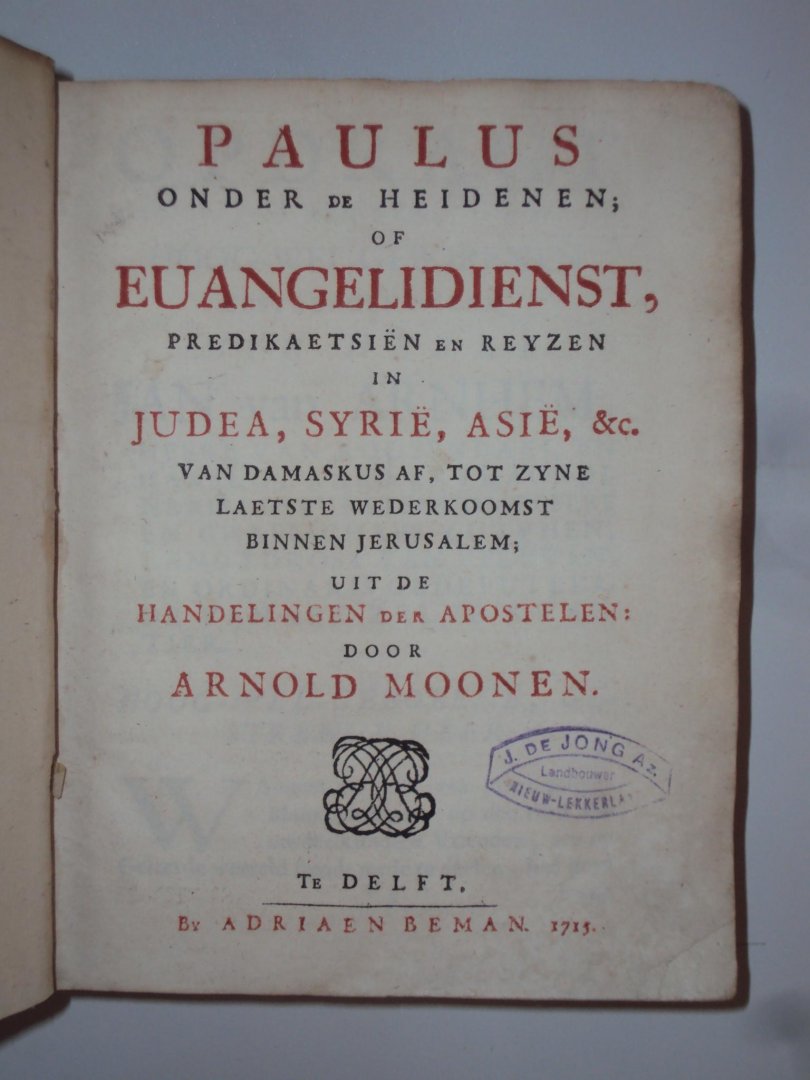 PAULUS
ONDER DE HEIDENEN;
OF
EUANGELIDIENST,
PREDIKAETSIËN EN REYZEN
IN
JUDEA, SYRIË, ASIË, &c.
VAN DAMASKUS AF, TOT ZYNE
LAETSTE WEDERKOOMST
BINNEN JERUSALEM;
UIT DE
HANDELINGEN DER APOSTELEN:
DOOR
ARNOLD MOONEN.
J. DE JONG Az.
Landbouwer
NIEUW-LEKKERLA
TE DELFT,
By ADRIAEN BEMAN. 1715.